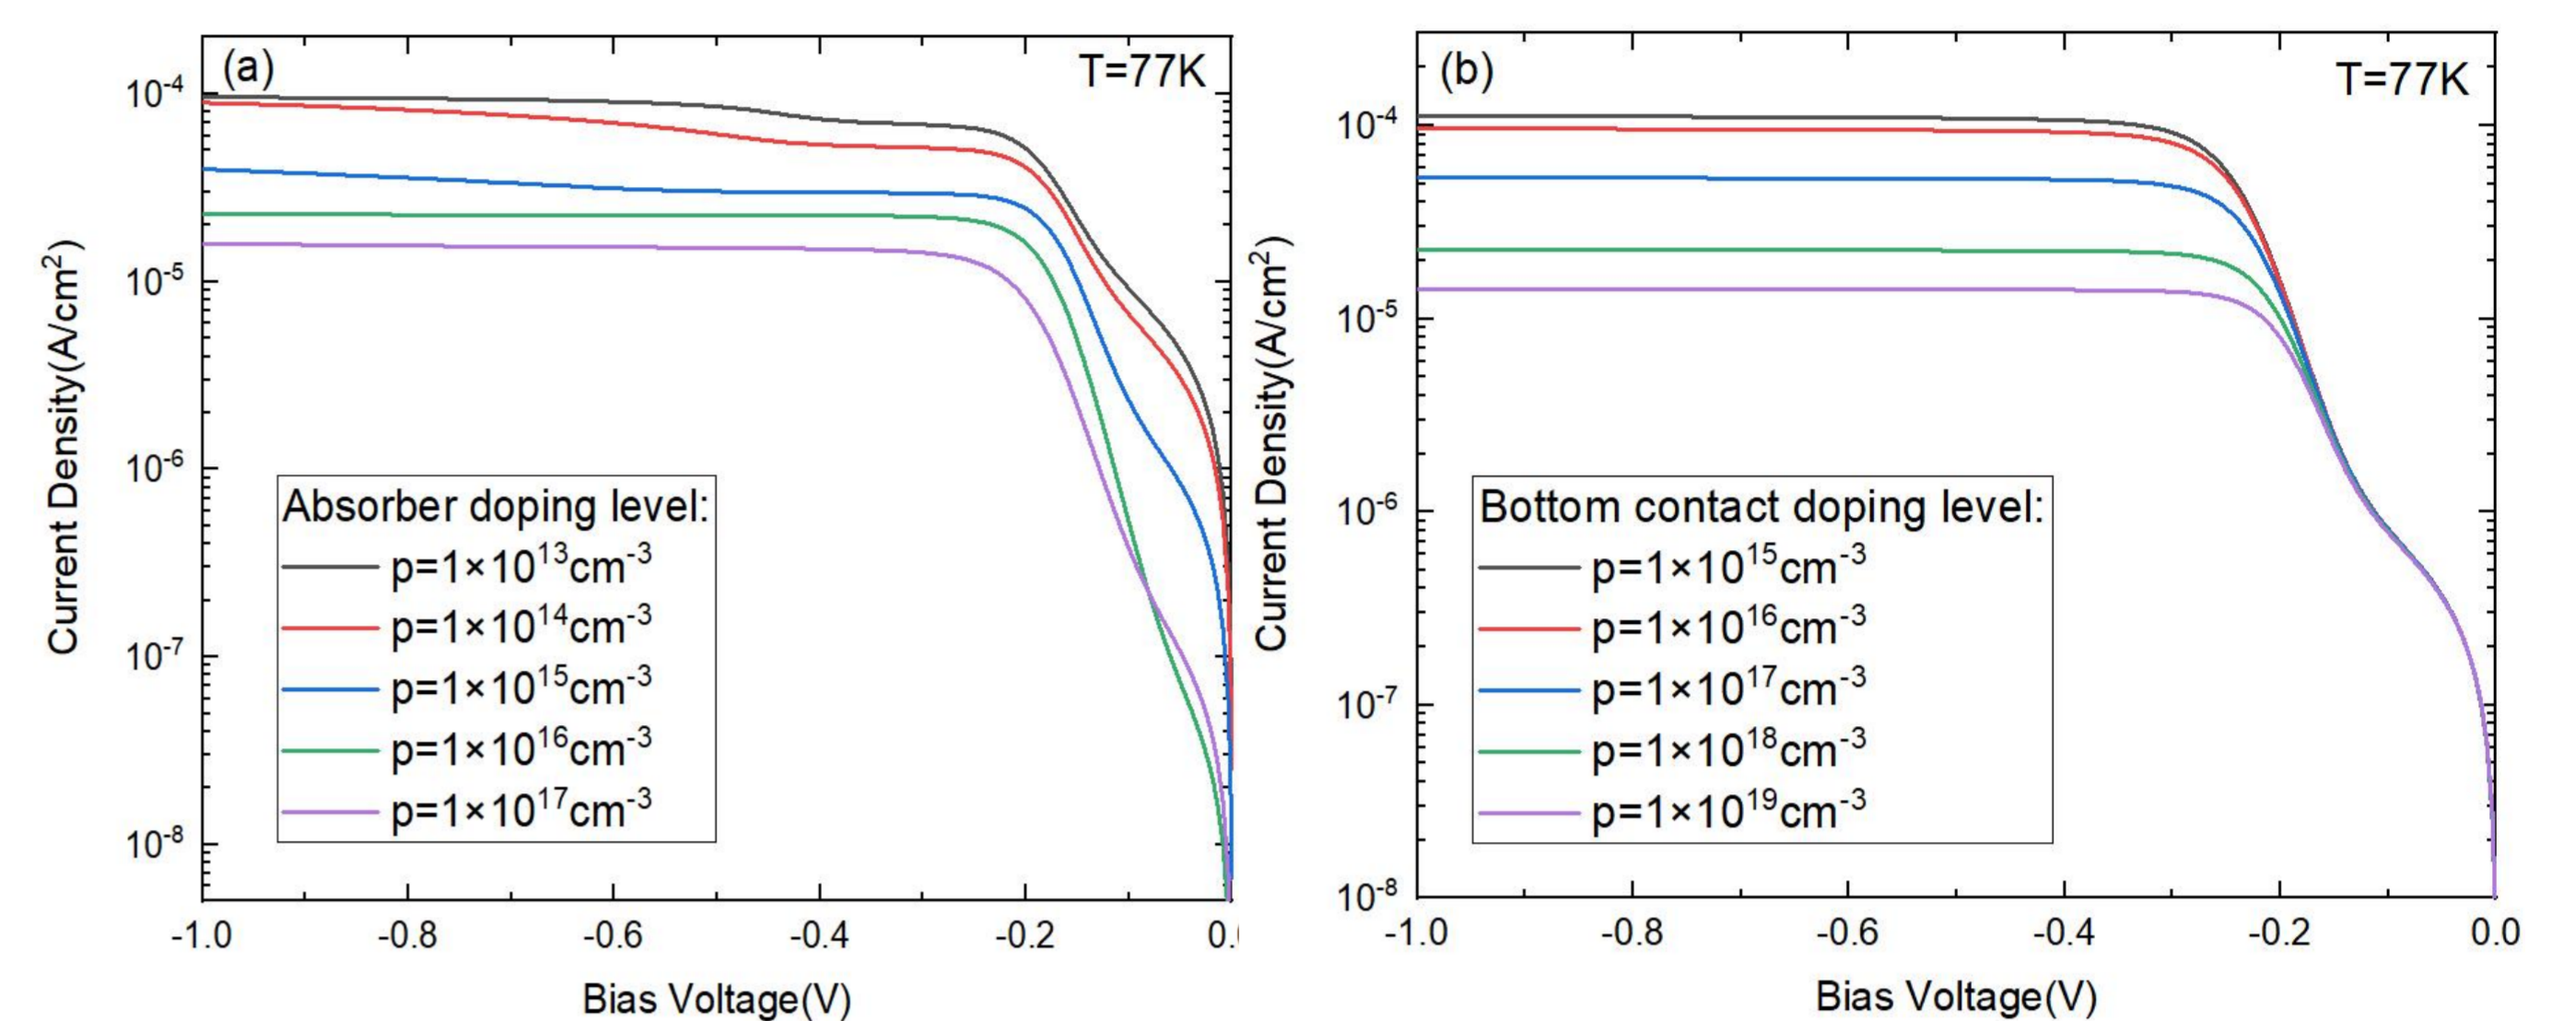 (a)
T=77K
10⁻⁴
10⁻⁵
10⁻⁶
10⁻⁷
10⁻⁸
Current Density(A/cm²)
Absorber doping level:
p=1×10¹³cm⁻³
p=1×10¹⁴cm⁻³
p=1×10¹⁵cm⁻³
p=1×10¹⁶cm⁻³
p=1×10¹⁷cm⁻³
-1.0 -0.8 -0.6 -0.4 -0.2 0.
Bias Voltage(V)
(b)
T=77K
10⁻⁴
10⁻⁵
10⁻⁶
10⁻⁷
10⁻⁸
Current Density(A/cm²)
Bottom contact doping level:
p=1×10¹⁵cm⁻³
p=1×10¹⁶cm⁻³
p=1×10¹⁷cm⁻³
p=1×10¹⁸cm⁻³
p=1×10¹⁹cm⁻³
-1.0 -0.8 -0.6 -0.4 -0.2 0.0
Bias Voltage(V)